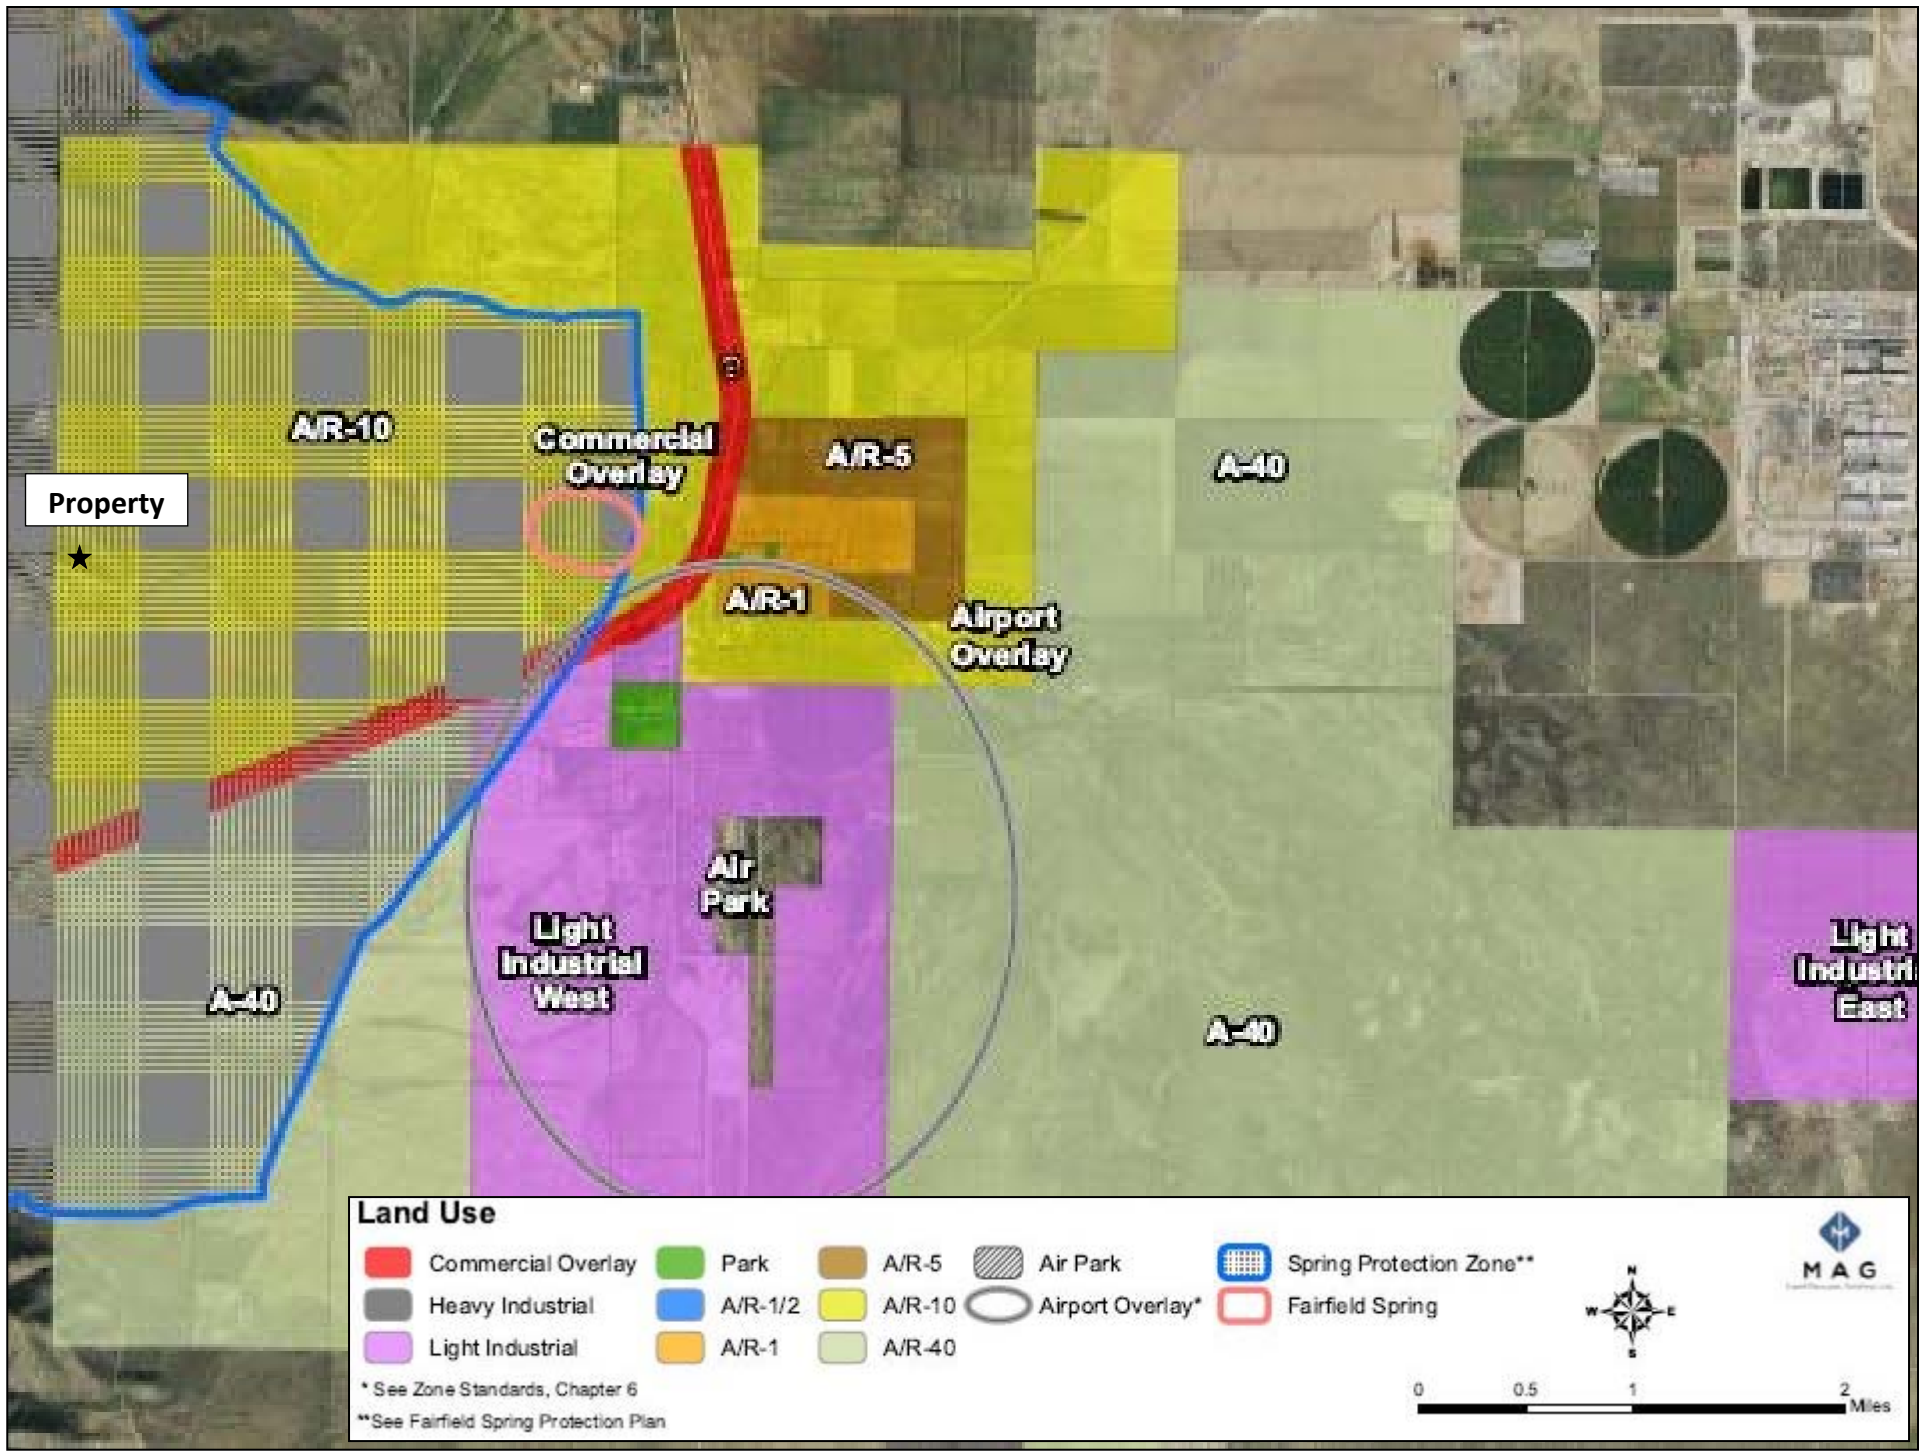 A/R-10
Commercial
Overlay
A/R-5
A-40
Property
A/R-1
Airport
Overlay
Air
Park
Light
Industrial
West
Light
Industri
East
A-40
A-40
Land Use
Commercial Overlay
Park
A/R-5
Air Park
Spring Protection Zone**
Heavy Industrial
A/R-1/2
A/R-10
Airport Overlay*
Fairfield Spring
Light Industrial
A/R-1
A/R-40
* See Zone Standards, Chapter 6
**See Fairfield Spring Protection Plan
N
W E
S
0 0.5 1 2
Miles
MAG